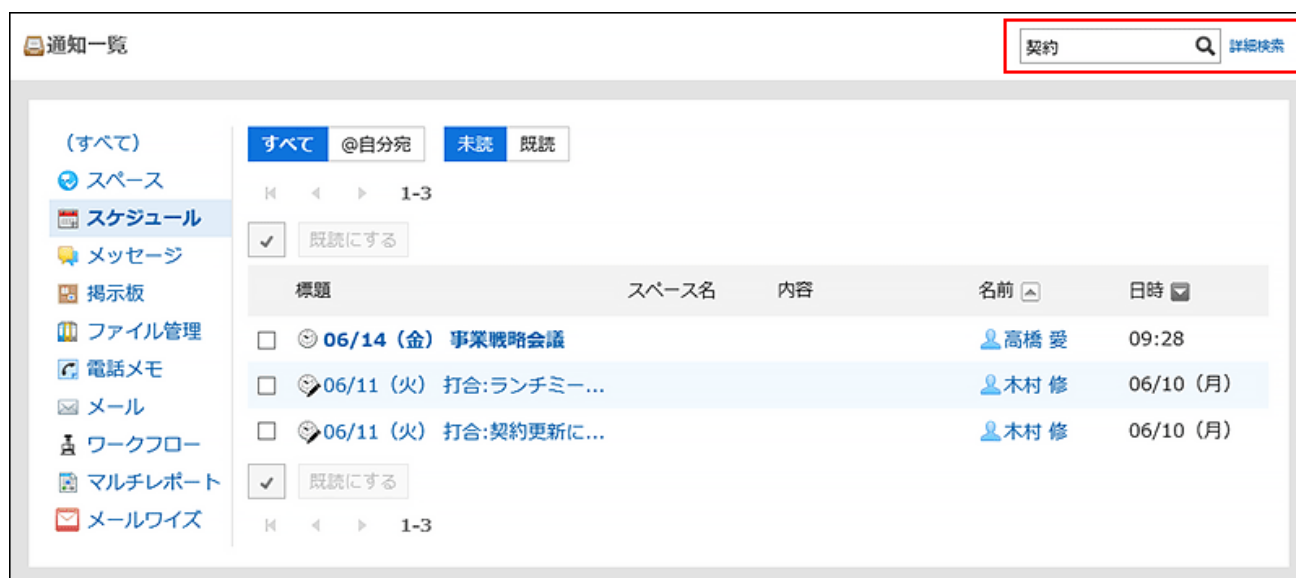 通知一覧
契約 詳細検索
(すべて)
スペース
スケジュール
メッセージ
掲示板
ファイル管理
電話メモ
メール
ワークフロー
マルチレポート
メールワイズ
すべて @自分宛 未読 既読
1-3
既読にする
標題 スペース名 内容 名前 日時
06/14（金） 事業戦略会議 高橋 愛 09:28
06/11（火） 打合:ランチミー... 木村 修 06/10（月）
06/11（火） 打合:契約更新に... 木村 修 06/10（月）
既読にする
1-3